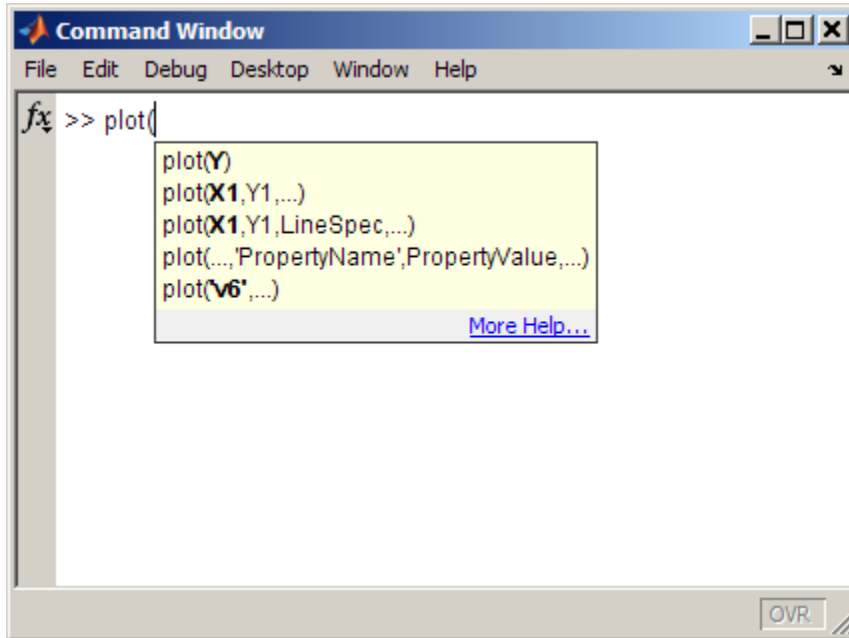 Command Window
File Edit Debug Desktop Window Help
fx >> plot(
plot(Y)
plot(X1,Y1,...)
plot(X1,Y1,LineSpec,...)
plot(...,'PropertyName',PropertyValue,...)
plot('v6',...)
More Help...
OVR